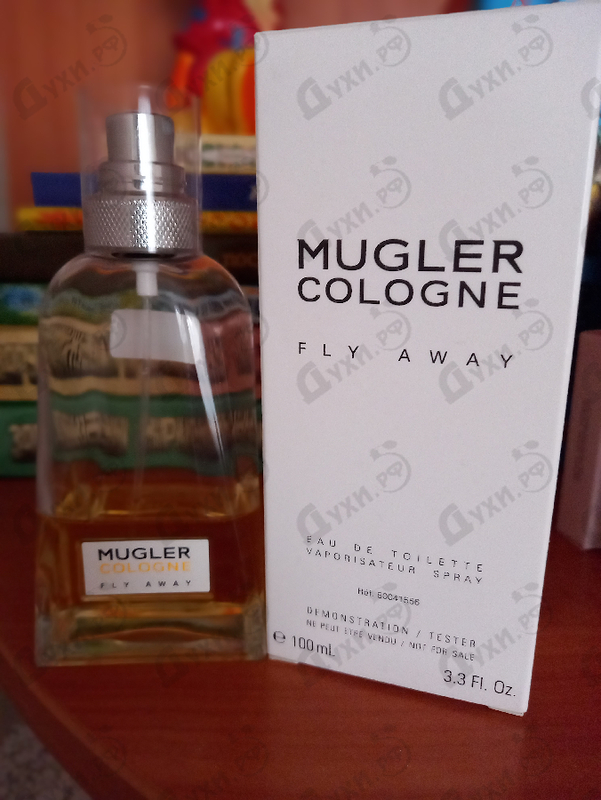 MUGLER
COLOGNE
FLY AWAY
EAU DE TOILETTE
VAPORISATEUR SPRAY
DEMONSTRATION / TESTER
NE PEUT ÊTRE VENDU / NOT FOR SALE
e 100 mL
3.3 Fl. Oz.
MUGLER
COLOGNE
FLY AWAY
Духи.РФ